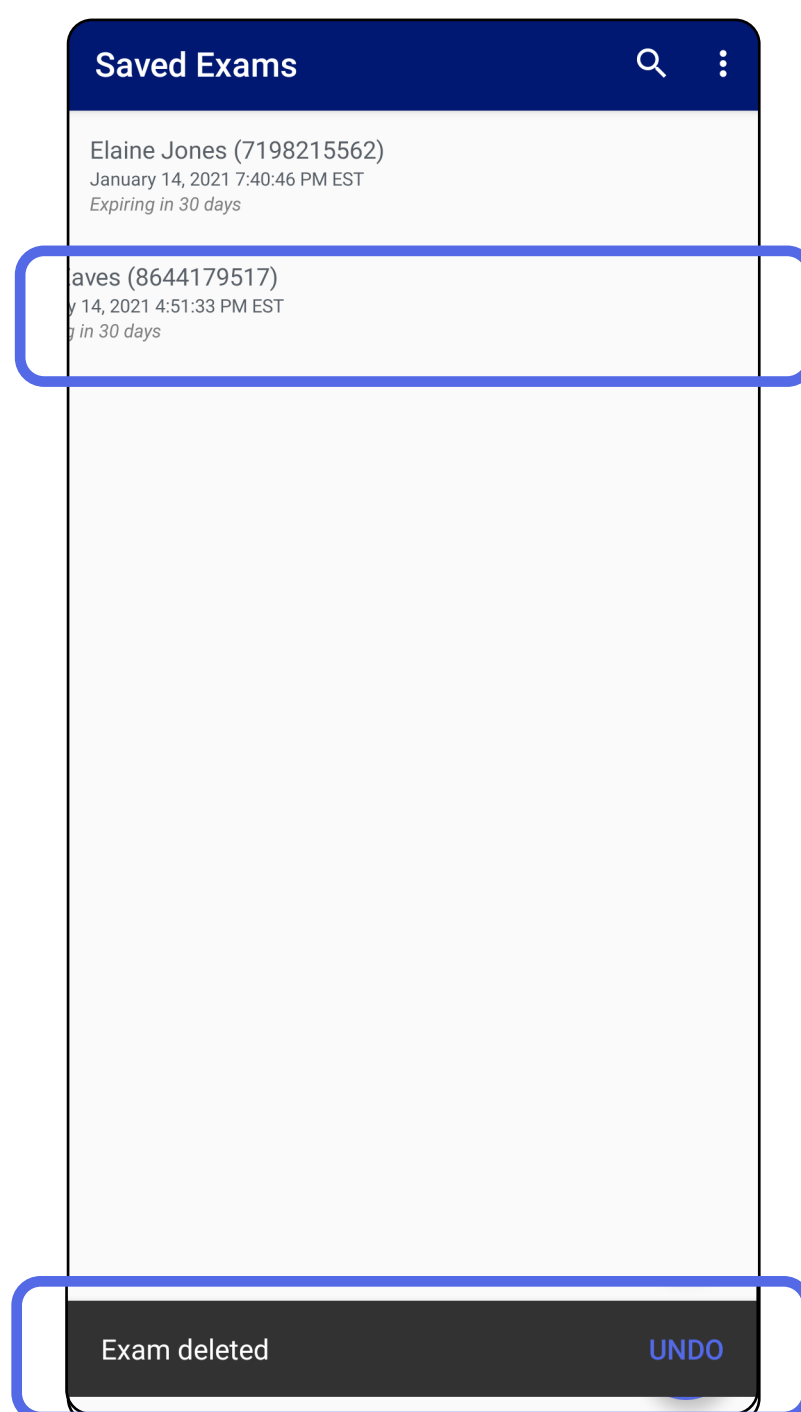 Saved Exams
Elaine Jones (7198215562)
January 14, 2021 7:40:46 PM EST
Expiring in 30 days
aves (8644179517)
y 14, 2021 4:51:33 PM EST
g in 30 days
Exam deleted UNDO